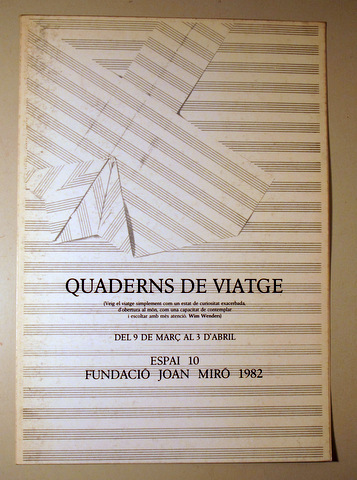 QUADERNS DE VIATGE
(Veig el viatge simplement com un estat de curiositat exacerbada,
d'obertura al món, com una capacitat de contemplar
i escoltar amb més atenció. Wim Wenders)
DEL 9 DE MARÇ AL 3 D'ABRIL
ESPAI 10
FUNDACIÓ JOAN MIRÓ 1982